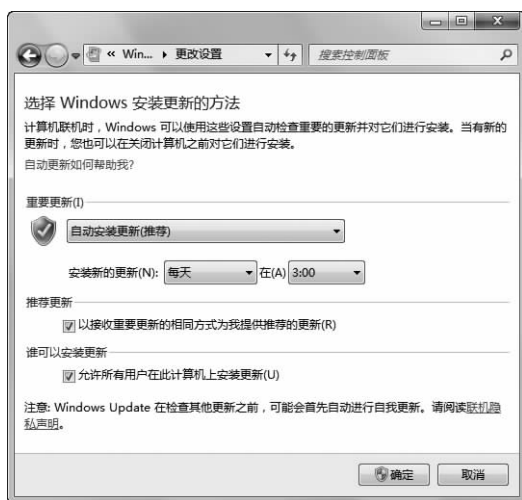 « Win... 更改设置
搜索控制面板
选择 Windows 安装更新的方法
计算机联机时，Windows 可以使用这些设置自动检查重要的更新并对它们进行安装。当有新的
更新时，您也可以在关闭计算机之前对它们进行安装。
自动更新如何帮助我?
重要更新(I)
自动安装更新(推荐)
安装新的更新(N): 每天 在(A) 3:00
推荐更新
以接收重要更新的相同方式为我提供推荐的更新(R)
谁可以安装更新
允许所有用户在此计算机上安装更新(U)
注意: Windows Update 在检查其他更新之前，可能会首先自动进行自我更新。请阅读联机隐
私声明。
确定 取消